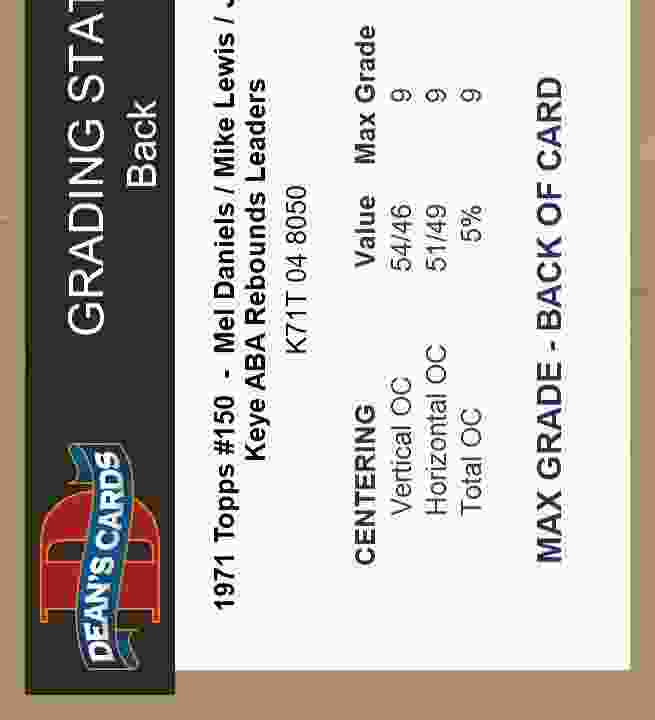 GRADING STAT
Back
DEAN'S CARDS
1971 Topps #150 - Mel Daniels / Mike Lewis /
Keye ABA Rebounds Leaders
K71T 04 8050
CENTERING Value Max Grade
Vertical OC 54/46 9
Horizontal OC 51/49 9
Total OC 5% 9
MAX GRADE - BACK OF CARD